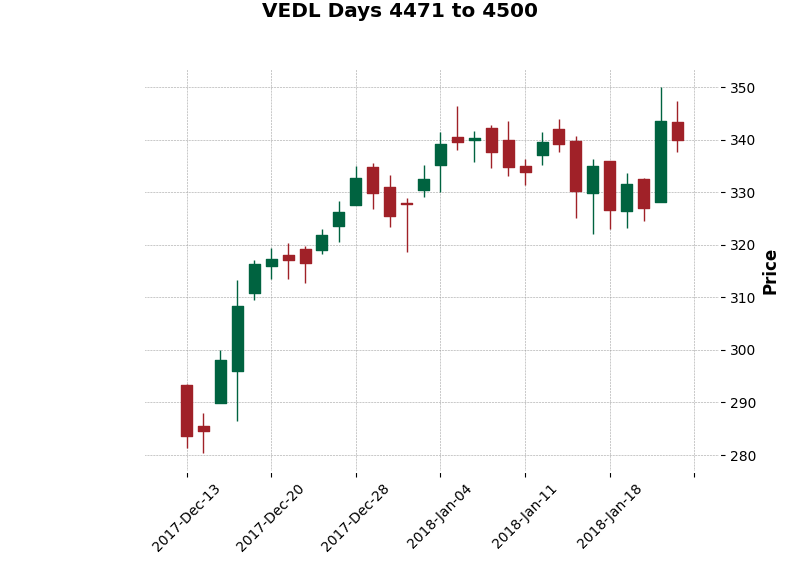 VEDL Days 4471 to 4500
350
340
330
320
310
300
290
280
Price
2017-Dec-13
2017-Dec-20
2017-Dec-28
2018-Jan-04
2018-Jan-11
2018-Jan-18